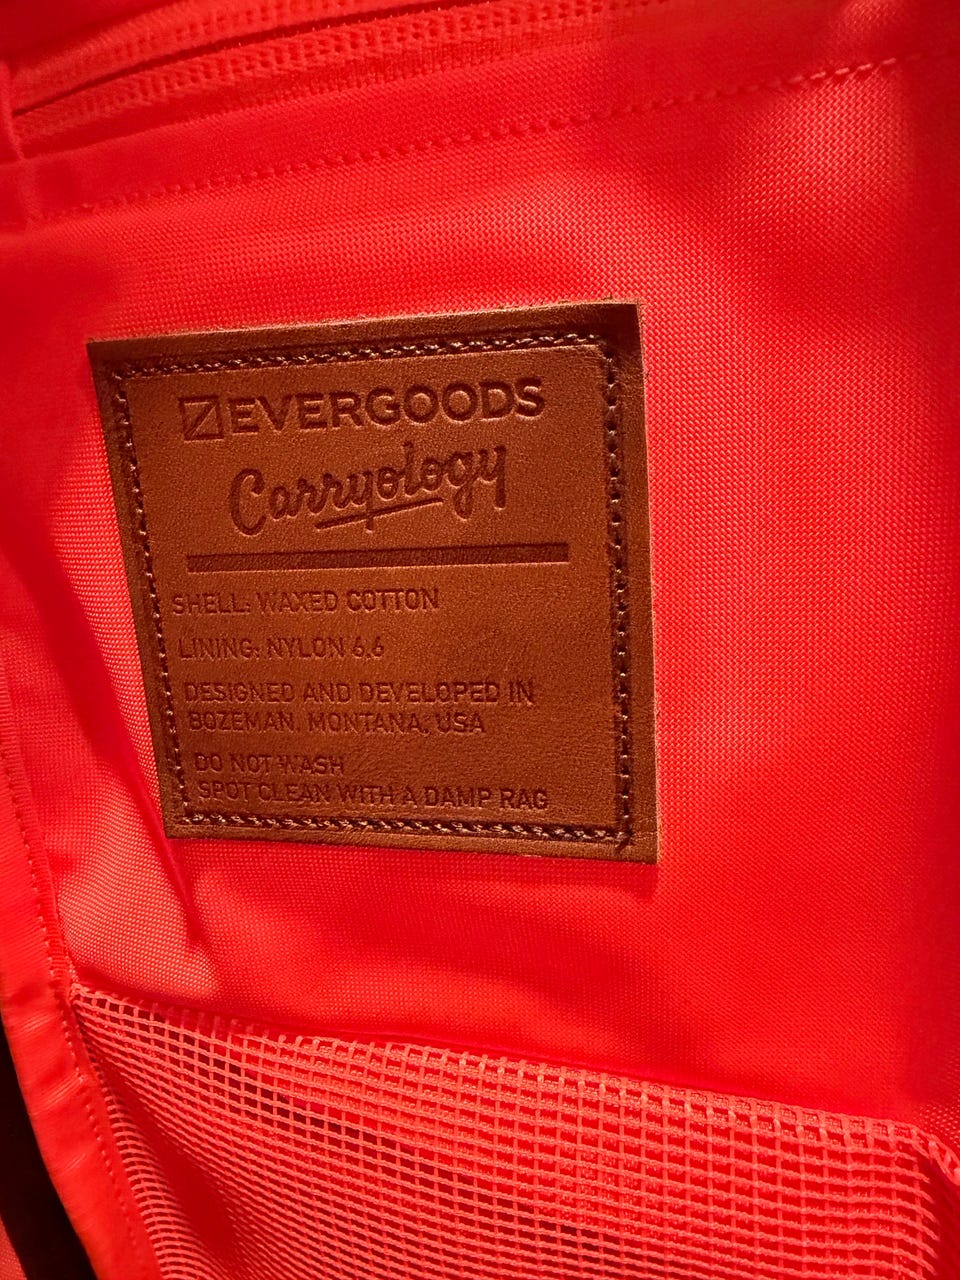 EVERGOODS
Carryology
SHELL: WAXED COTTON
LINING: NYLON 6,6
DESIGNED AND DEVELOPED IN
BOZEMAN, MONTANA, USA
DO NOT WASH
SPOT CLEAN WITH A DAMP RAG